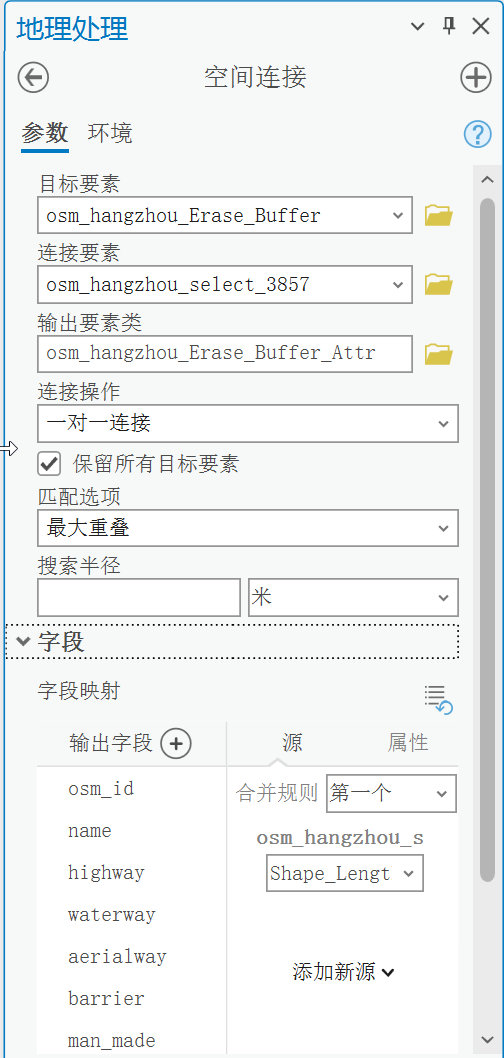 地理处理
空间连接
参数 环境
目标要素
osm_hangzhou_Erase_Buffer
连接要素
osm_hangzhou_select_3857
输出要素类
osm_hangzhou_Erase_Buffer_Attr
连接操作
一对一连接
保留所有目标要素
匹配选项
最大重叠
搜索半径
米
字段
字段映射
输出字段 源 属性
osm_id
合并规则 第一个
name
osm_hangzhou_s
highway
Shape_Lengt
waterway
aerialway
添加新源
barrier
man_made